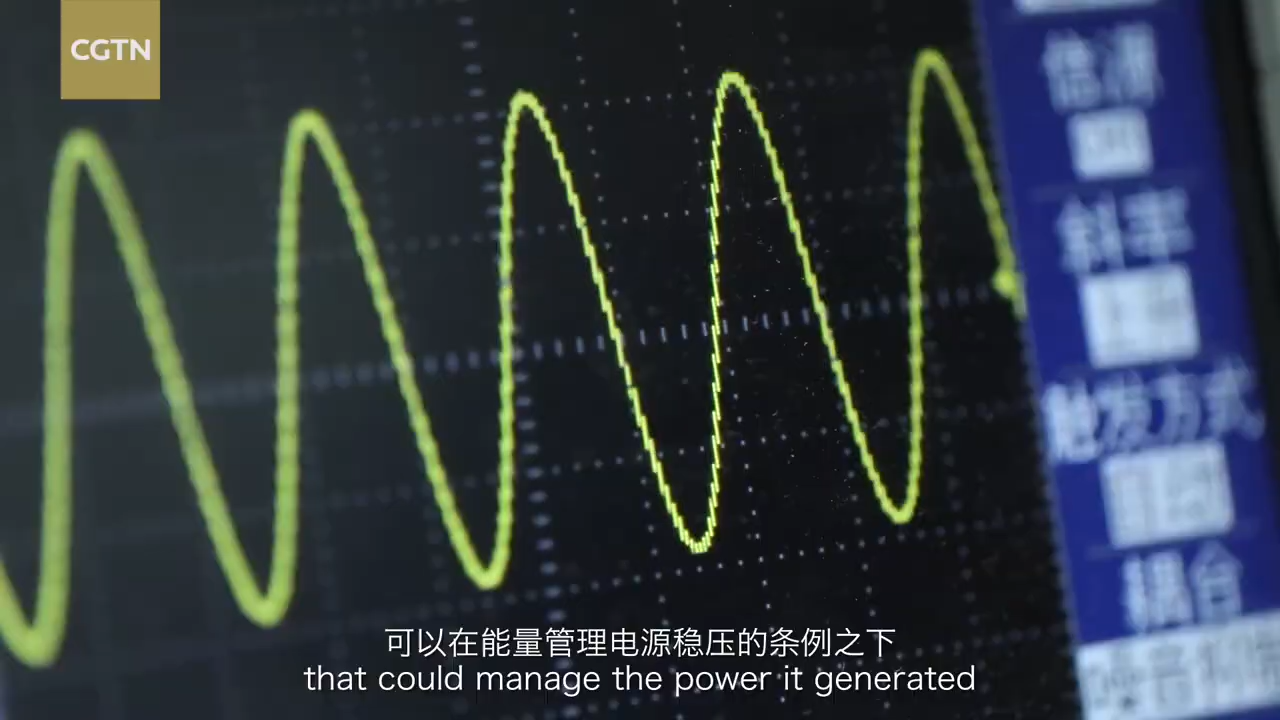 CGTN
信源
斜率
触发方式
耦合
可以在能量管理电源稳压的条例之下
that could manage the power it generated